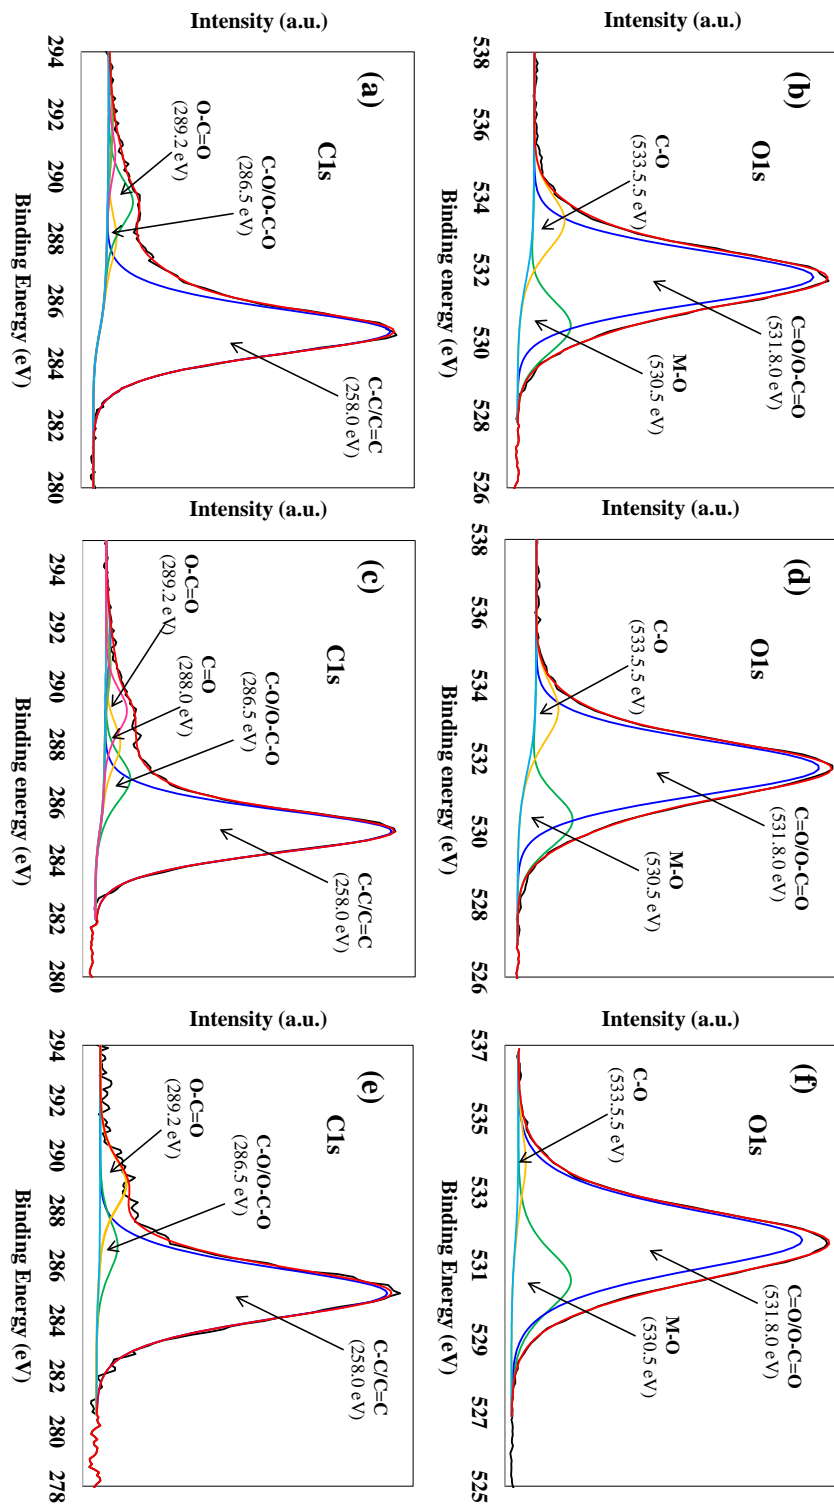 (a)
C1s
O-C=O
(289.2 eV)
C-O/O-C-O
(286.5 eV)
C-C/C=C
(258.0 eV)
Intensity (a.u.)
294 292 290 288 286 284 282 280
Binding Energy (eV)
(b)
O1s
C-O
(533.5.5 eV)
C=O/O-C=O
(531.8.0 eV)
M-O
(530.5 eV)
Intensity (a.u.)
538 536 534 532 530 528 526
Binding energy (eV)
(c)
C1s
O-C=O
(289.2 eV)
C=O
(288.0 eV)
C-O/O-C-O
(286.5 eV)
C-C/C=C
(258.0 eV)
Intensity (a.u.)
294 292 290 288 286 284 282 280
Binding energy (eV)
(d)
O1s
C-O
(533.5.5 eV)
C=O/O-C=O
(531.8.0 eV)
M-O
(530.5 eV)
Intensity (a.u.)
538 536 534 532 530 528 526
Binding energy (eV)
(e)
C1s
O-C=O
(289.2 eV)
C-O/O-C-O
(286.5 eV)
C-C/C=C
(258.0 eV)
Intensity (a.u.)
294 292 290 288 286 284 282 280 278
Binding Energy (eV)
(f)
O1s
C-O
(533.5.5 eV)
C=O/O-C=O
(531.8.0 eV)
M-O
(530.5 eV)
Intensity (a.u.)
537 535 533 531 529 527 525
Binding Energy (eV)